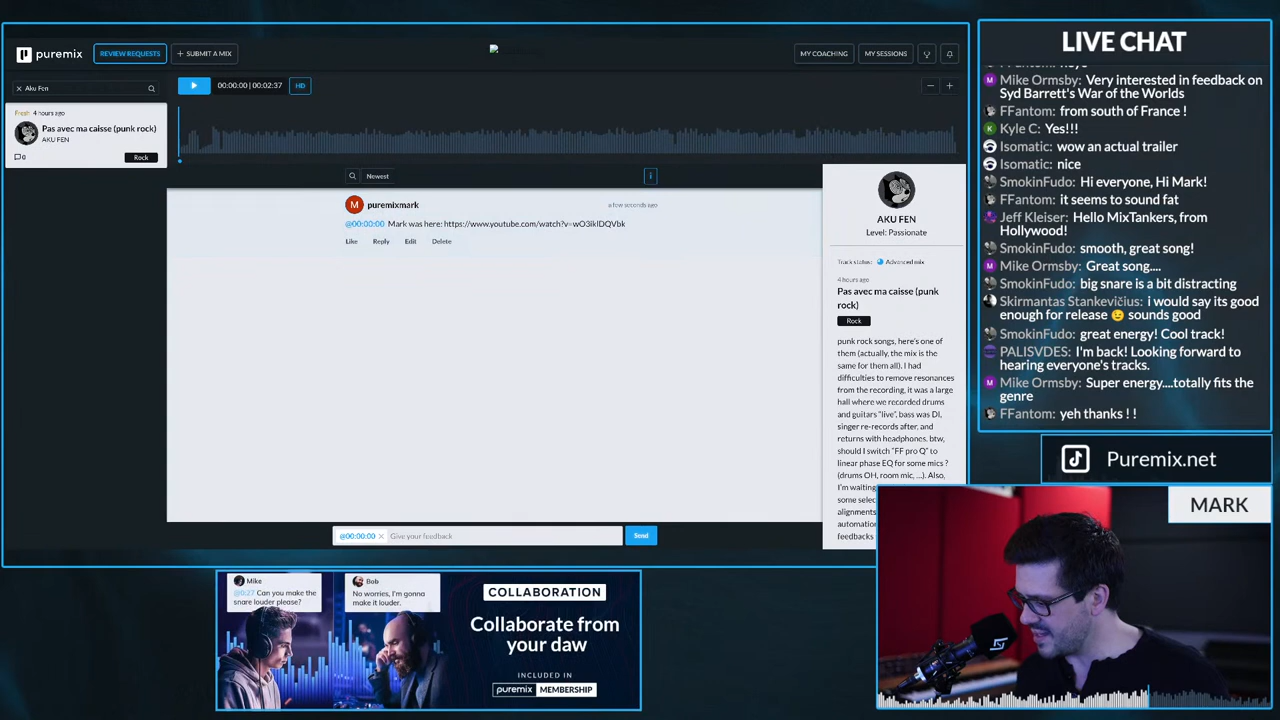 puremix
REVIEW REQUESTS
+ SUBMIT A MIX
MY COACHING
MY SESSIONS
Aku Fen
00:00:00 | 00:02:37
HD
Fresh 4 hours ago
Pas avec ma caisse (punk rock)
AKU FEN
0
Rock
Newest
i
M
puremixmark
a few seconds ago
@00:00:00 Mark was here: https://www.youtube.com/watch?v=wO3iklDQVbk
Like Reply Edit Delete
@00:00:00
Give your feedback
Send
AKU FEN
Level: Passionate
Track status: Advanced mix
4 hours ago
Pas avec ma caisse (punk
rock)
Rock
punk rock songs, here's one of
them (actually, the mix is the
same for them all). I had
difficulties to remove resonances
from the recording, it was a large
hall where we recorded drums
and guitars "live", bass was DI,
singer re-records after, and
returns with headphones. btw,
should I switch "FF pro Q" to
linear phase EQ for some mics ?
(drums OH, room mic, ...). Also,
I'm waiting
some selec
alignments
automation
feedbacks
LIVE CHAT
Mike Ormsby: Very interested in feedback on
Syd Barrett's War of the Worlds
FFantom: from south of France !
K
Kyle C: Yes!!!
Isomatic: wow an actual trailer
Isomatic: nice
SmokinFudo: Hi everyone, Hi Mark!
FFantom: it seems to sound fat
Jeff Kleiser: Hello MixTankers, from
Hollywood!
SmokinFudo: smooth, great song!
M
Mike Ormsby: Great song....
SmokinFudo: big snare is a bit distracting
Skirmantas Stankevičius: i would say its good
enough for release 😉 sounds good
SmokinFudo: great energy! Cool track!
PALISVDES: I'm back! Looking forward to
hearing everyone's tracks.
M
Mike Ormsby: Super energy....totally fits the
genre
FFantom: yeh thanks ! !
Puremix.net
MARK
Mike
@0:27 Can you make the
snare louder please?
Bob
No worries, I'm gonna
make it louder.
COLLABORATION
Collaborate from
your daw
INCLUDED IN
puremix MEMBERSHIP